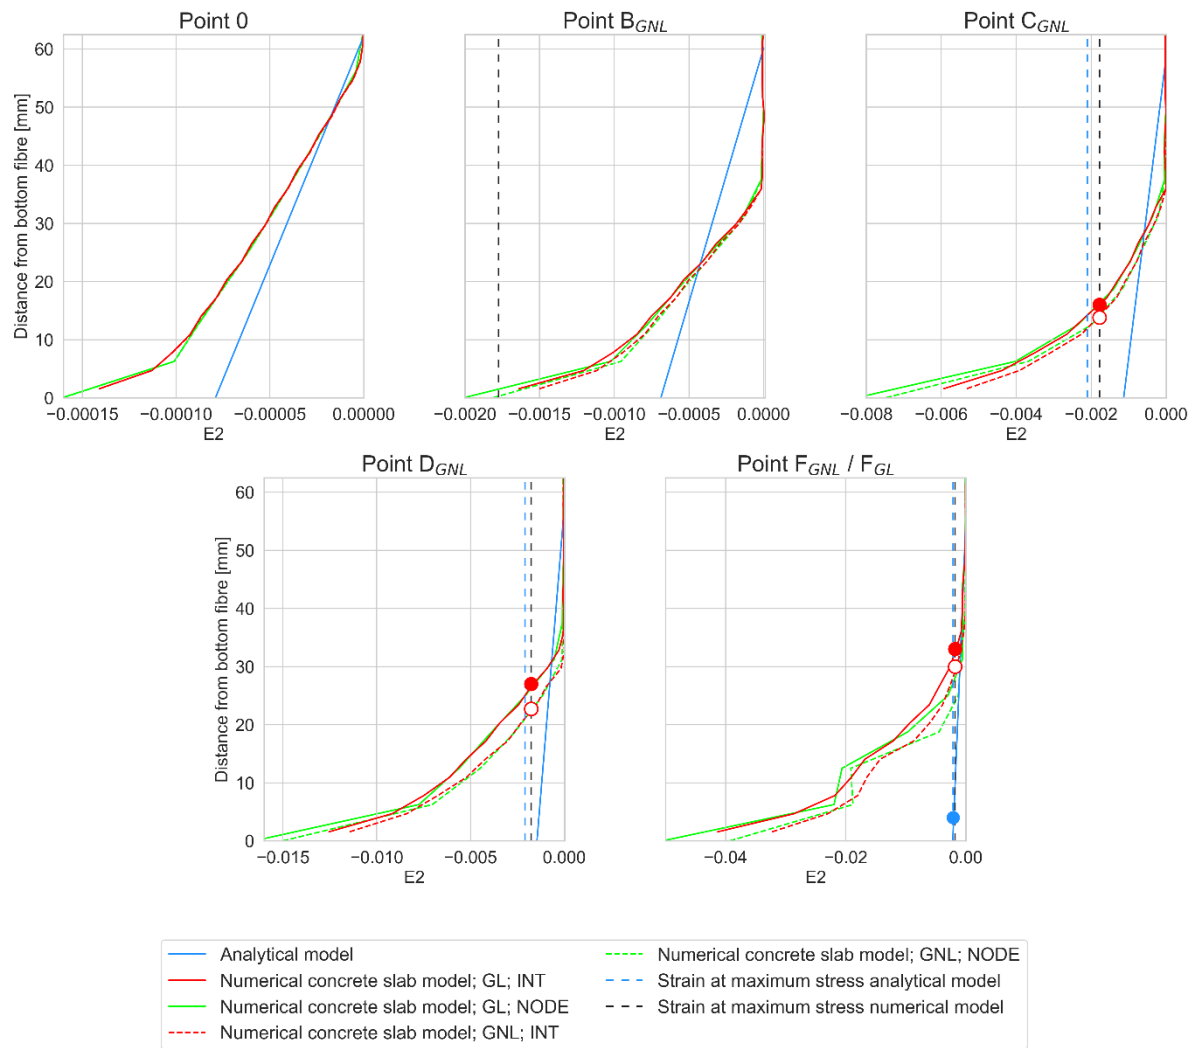 Point 0
Point B_GNL
Point C_GNL
Distance from bottom fibre [mm]
60
50
40
30
20
10
0
−0.00015
−0.00010
−0.00005
0.00000
E2
−0.0020
−0.0015
−0.0010
−0.0005
0.0000
E2
−0.008
−0.006
−0.004
−0.002
0.000
E2
Point D_GNL
Point F_GNL / F_GL
Distance from bottom fibre [mm]
60
50
40
30
20
10
0
−0.015
−0.010
−0.005
0.000
E2
−0.04
−0.02
0.00
E2
Analytical model
Numerical concrete slab model; GL; INT
Numerical concrete slab model; GL; NODE
Numerical concrete slab model; GNL; INT
Numerical concrete slab model; GNL; NODE
Strain at maximum stress analytical model
Strain at maximum stress numerical model